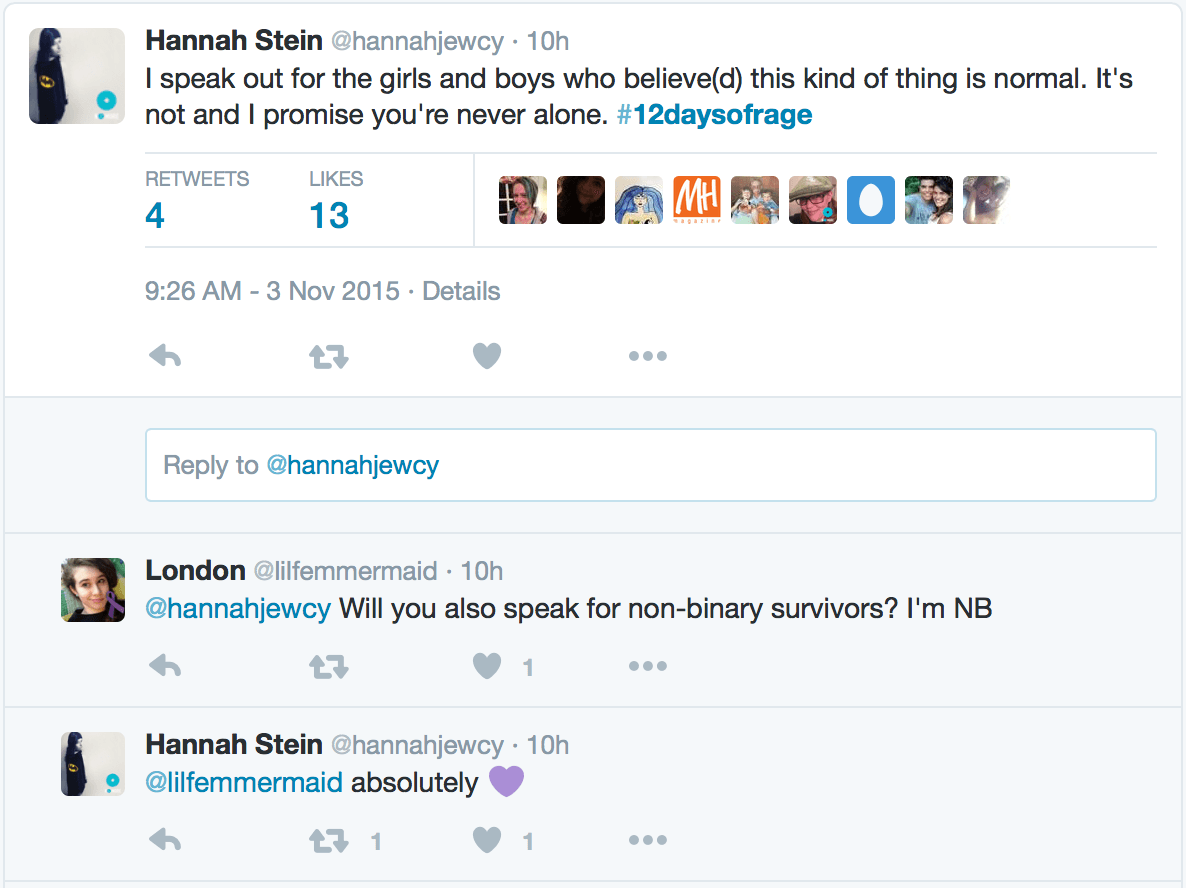 Hannah Stein @hannahjewcy · 10h
I speak out for the girls and boys who believe(d) this kind of thing is normal. It's
not and I promise you're never alone. #12daysofrage
RETWEETS LIKES
4 13
MH
magazine
9:26 AM - 3 Nov 2015 · Details
Reply to @hannahjewcy
London @lilfemmermaid · 10h
@hannahjewcy Will you also speak for non-binary survivors? I'm NB
1
Hannah Stein @hannahjewcy · 10h
@lilfemmermaid absolutely 💜
1 1